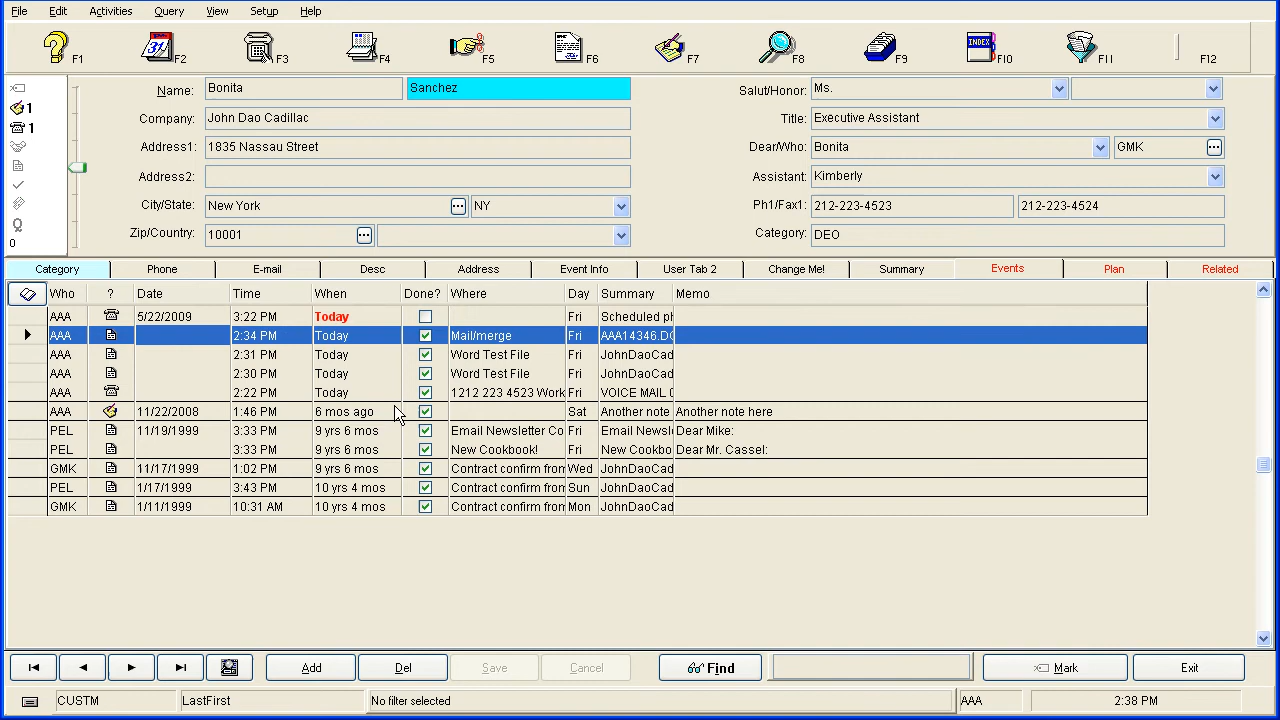 File Edit Activities Query View Setup Help
F1 F2 F3 F4 F5 F6 F7 F8 F9 F10 F11 F12
31 INDEX
Name: Bonita Sanchez Salut/Honor: Ms.
1
Company: John Dao Cadillac Title: Executive Assistant
1
Address1: 1835 Nassau Street Dear/Who: Bonita GMK
Address2: Assistant: Kimberly
City/State: New York NY Ph1/Fax1: 212-223-4523 212-223-4524
Zip/Country: 10001 Category: DEO
0
Category Phone E-mail Desc Address Event Info User Tab 2 Change Me! Summary Events Plan Related
Who ? Date Time When Done? Where Day Summary Memo
AAA 5/22/2009 3:22 PM Today Fri Scheduled ph
AAA 2:34 PM Today Mail/merge Fri AAA14346.DO
AAA 2:31 PM Today Word Test File Fri JohnDaoCad
AAA 2:30 PM Today Word Test File Fri JohnDaoCad
AAA 2:22 PM Today 1212 223 4523 Work Fri VOICE MAIL
AAA 11/22/2008 1:46 PM 6 mos ago Sat Another note Another note here
PEL 11/19/1999 3:33 PM 9 yrs 6 mos Email Newsletter Co Fri Email Newsl Dear Mike:
PEL 3:33 PM 9 yrs 6 mos New Cookbook! Fri New Cookbo Dear Mr. Cassel:
GMK 11/17/1999 1:02 PM 9 yrs 6 mos Contract confirm from Wed JohnDaoCad
PEL 1/17/1999 3:43 PM 10 yrs 4 mos Contract confirm from Sun JohnDaoCad
GMK 1/11/1999 10:31 AM 10 yrs 4 mos Contract confirm from Mon JohnDaoCad
Add Del Save Cancel Find Mark Exit
CUSTM LastFirst No filter selected AAA 2:38 PM